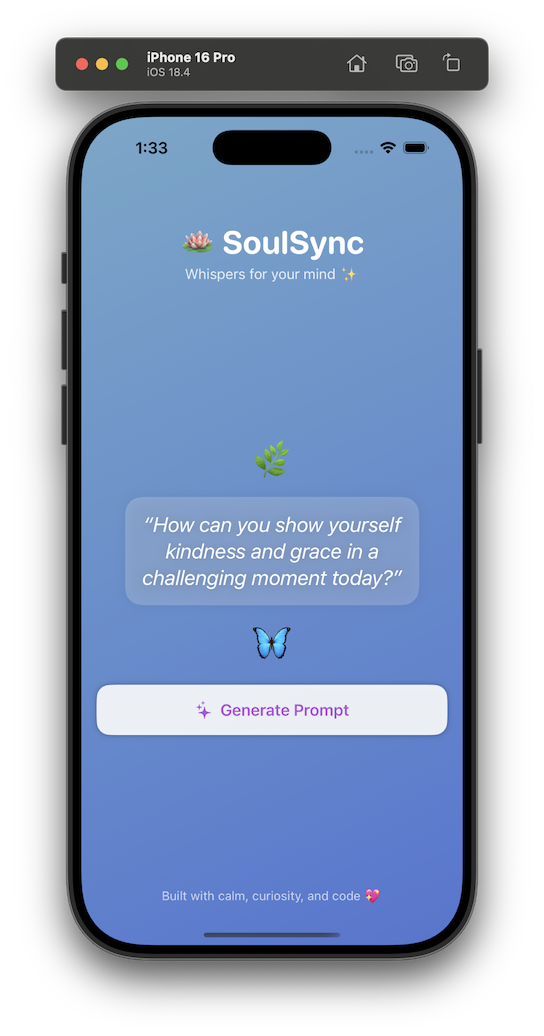 iPhone 16 Pro
iOS 18.4
1:33
🪷 SoulSync
Whispers for your mind ✨
🌿
“How can you show yourself
kindness and grace in a
challenging moment today?”
🦋
Generate Prompt
Built with calm, curiosity, and code 💖